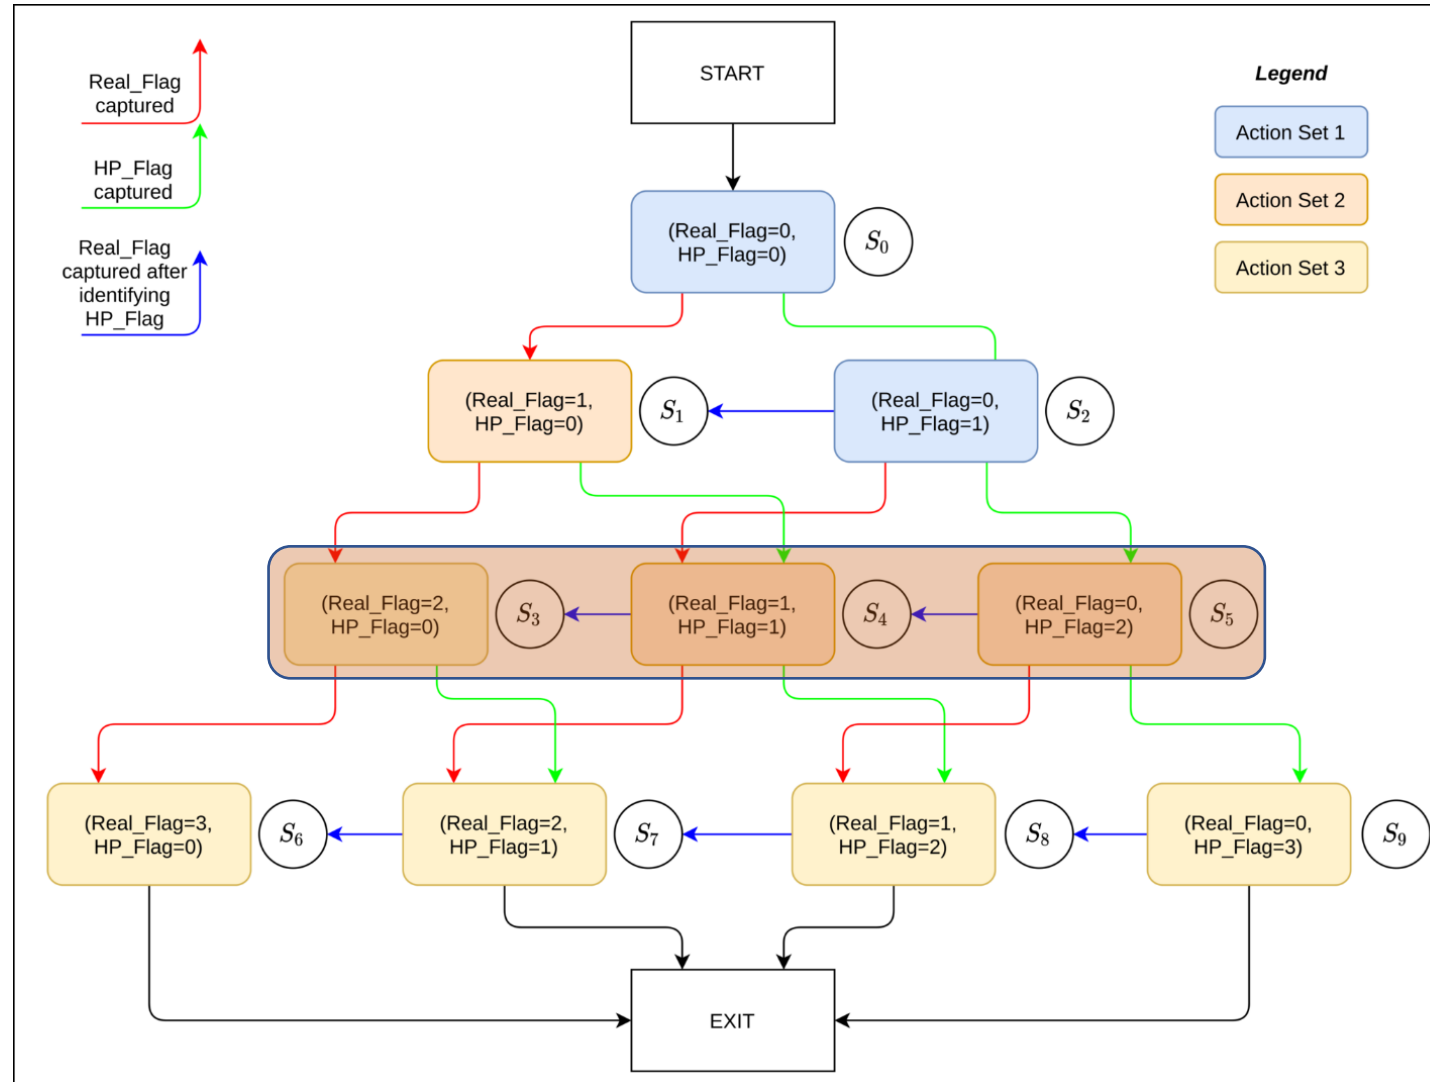 START
Legend
Real_Flag
captured
Action Set 1
HP_Flag
captured
Action Set 2
Real_Flag
captured after
identifying
HP_Flag
Action Set 3
(Real_Flag=0,
HP_Flag=0)
S0
(Real_Flag=1,
HP_Flag=0)
S1
(Real_Flag=0,
HP_Flag=1)
S2
(Real_Flag=2,
HP_Flag=0)
S3
(Real_Flag=1,
HP_Flag=1)
S4
(Real_Flag=0,
HP_Flag=2)
S5
(Real_Flag=3,
HP_Flag=0)
S6
(Real_Flag=2,
HP_Flag=1)
S7
(Real_Flag=1,
HP_Flag=2)
S8
(Real_Flag=0,
HP_Flag=3)
S9
EXIT